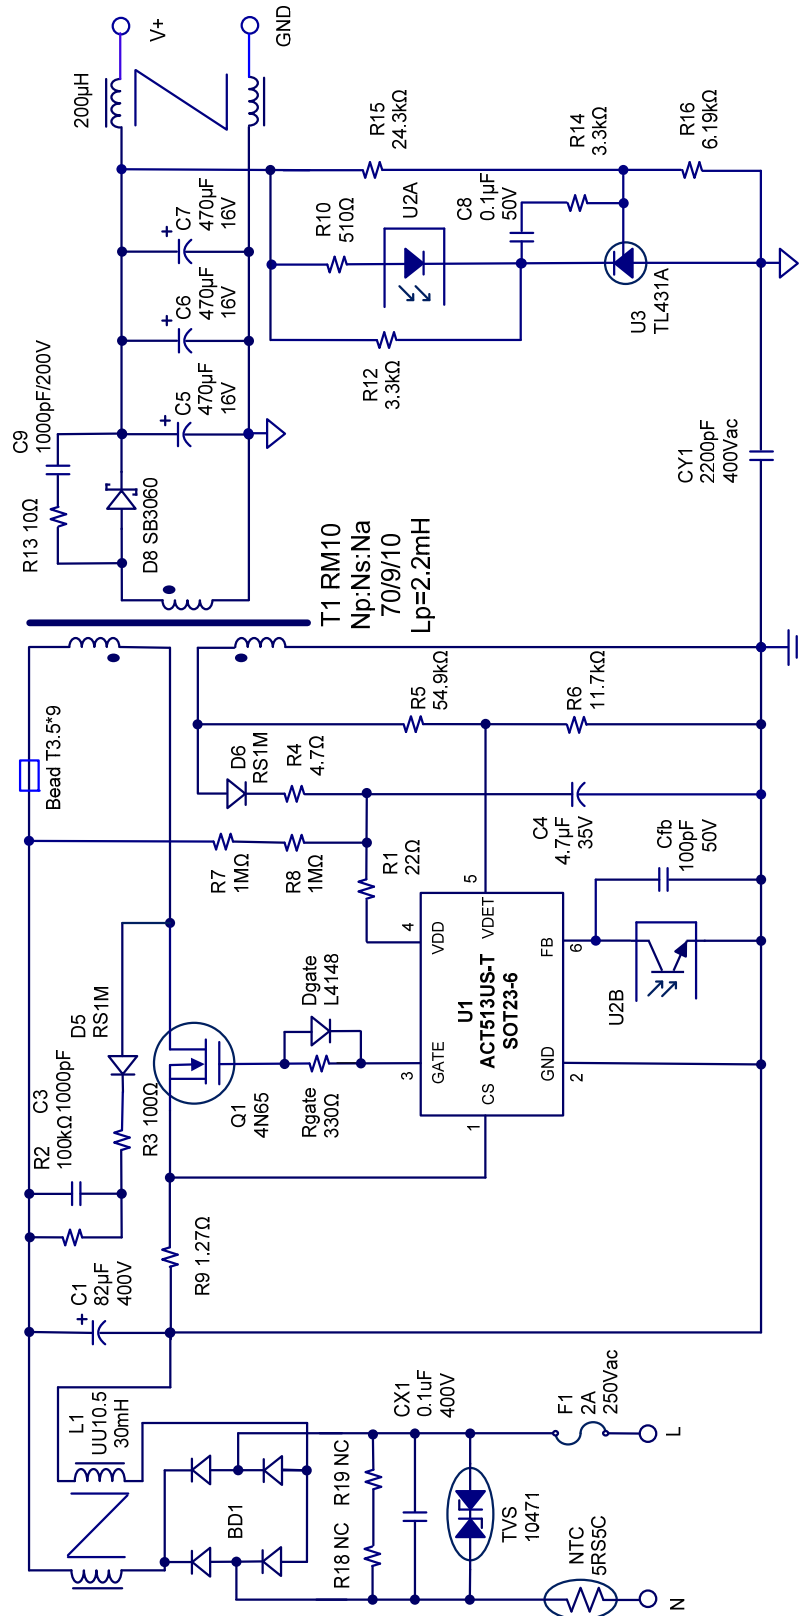 L
N
F1
2A
250Vac
NTC
5RS5C
TVS
10471
CX1
0.1uF
400V
R19 NC
R18 NC
BD1
L1
UU10.5
30mH
+
C1
82µF
400V
R2
100kΩ
C3
1000pF
R3 100Ω
D5
RS1M
R9 1.27Ω
Q1
4N65
Rgate
330Ω
Dgate
L4148
U1
ACT513US-T
SOT23-6
GATE
CS
GND
VDD
VDET
FB
3
1
2
4
5
6
U2B
Cfb
100pF
50V
R1
22Ω
R7
1MΩ
R8
1MΩ
D6
RS1M
R4
4.7Ω
C4
4.7µF
35V
R5
54.9kΩ
R6
11.7kΩ
Bead T3.5*9
T1 RM10
Np:Ns:Na
70/9/10
Lp=2.2mH
R13 10Ω
C9
1000pF/200V
D8 SB3060
+
C5
470µF
16V
+
C6
470µF
16V
+
C7
470µF
16V
200µH
V+
GND
R12
3.3kΩ
R10
510Ω
U2A
R15
24.3kΩ
C8
0.1µF
50V
R14
3.3kΩ
R16
6.19kΩ
U3
TL431A
CY1
2200pF
400Vac